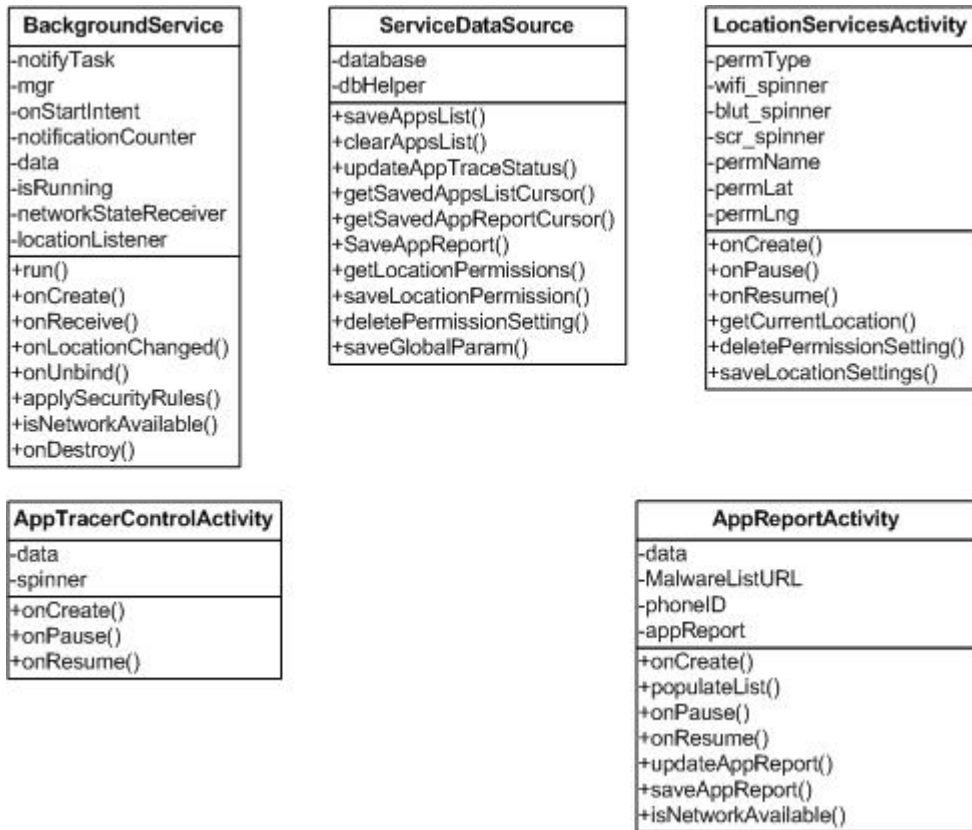 BackgroundService
-notifyTask
-mgr
-onStartIntent
-notificationCounter
-data
-isRunning
-networkStateReceiver
-locationListener
+run()
+onCreate()
+onReceive()
+onLocationChanged()
+onUnbind()
+applySecurityRules()
+isNetworkAvailable()
+onDestroy()
ServiceDataSource
-database
-dbHelper
+saveAppsList()
+clearAppsList()
+updateAppTraceStatus()
+getSavedAppsListCursor()
+getSavedAppReportCursor()
+SaveAppReport()
+getLocationPermissions()
+saveLocationPermission()
+deletePermissionSetting()
+saveGlobalParam()
LocationServicesActivity
-permType
-wifi_spinner
-blut_spinner
-scr_spinner
-permName
-permLat
-permLng
+onCreate()
+onPause()
+onResume()
+getCurrentLocation()
+deletePermissionSetting()
+saveLocationSettings()
AppTracerControlActivity
-data
-spinner
+onCreate()
+onPause()
+onResume()
AppReportActivity
-data
-MalwareListURL
-phoneID
-appReport
+onCreate()
+populateList()
+onPause()
+onResume()
+updateAppReport()
+saveAppReport()
+isNetworkAvailable()